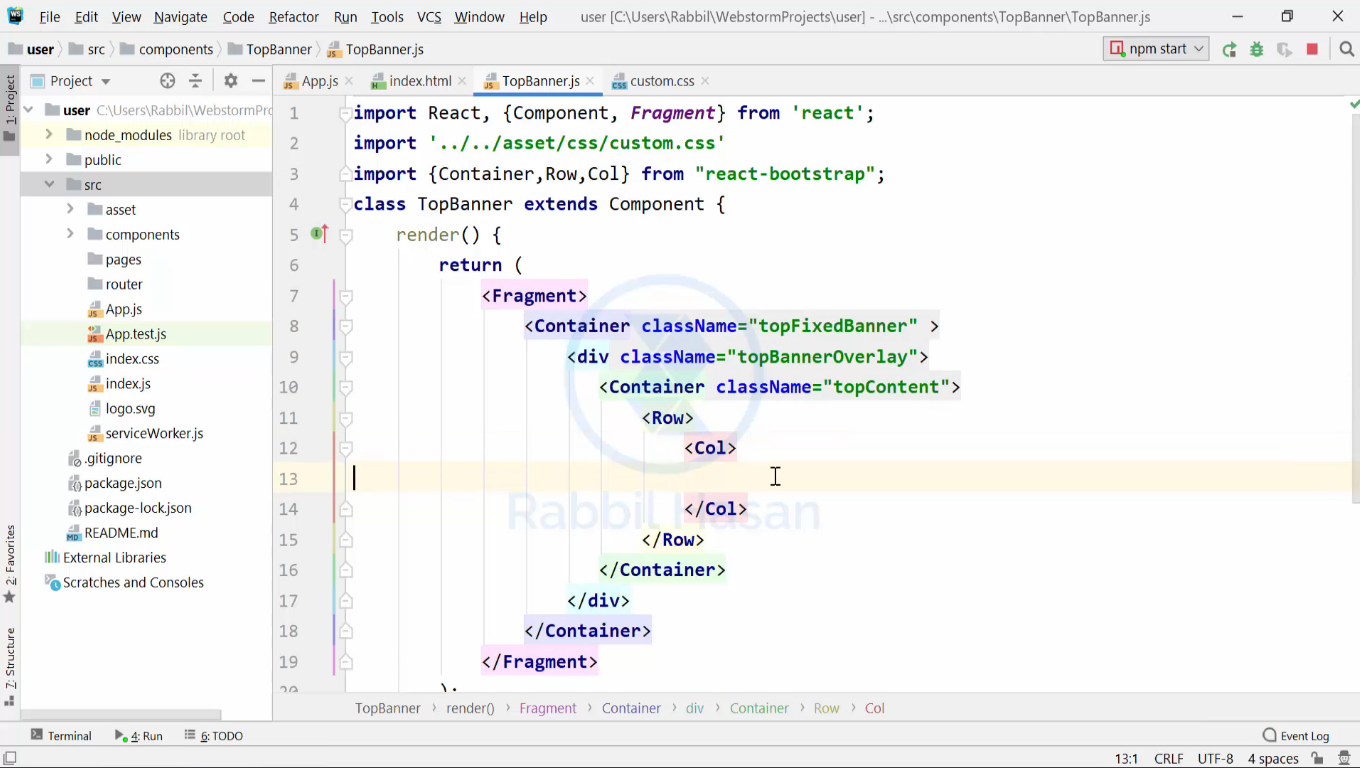 File Edit View Navigate Code Refactor Run Tools VCS Window Help user [C:\Users\Rabbil\WebstormProjects\user] - ...\src\components\TopBanner\TopBanner.js
user src components TopBanner TopBanner.js npm start
1: Project
Project
App.js index.html TopBanner.js custom.css
user C:\Users\Rabbil\WebstormPro
node_modules library root
public
src
asset
components
pages
router
App.js
App.test.js
index.css
index.js
logo.svg
serviceWorker.js
.gitignore
package.json
package-lock.json
README.md
External Libraries
Scratches and Consoles
2: Favorites
7: Structure
1 import React, {Component, Fragment} from 'react';
2 import '../../asset/css/custom.css'
3 import {Container,Row,Col} from "react-bootstrap";
4 class TopBanner extends Component {
5 render() {
6 return (
7 <Fragment>
8 <Container className="topFixedBanner" >
9 <div className="topBannerOverlay">
10 <Container className="topContent">
11 <Row>
12 <Col>
13
14 </Col>
15 </Row>
16 </Container>
17 </div>
18 </Container>
19 </Fragment>
20 );
Rabbil Hasan
TopBanner render() Fragment Container div Container Row Col
Terminal 4: Run 6: TODO Event Log
13:1 CRLF UTF-8 4 spaces